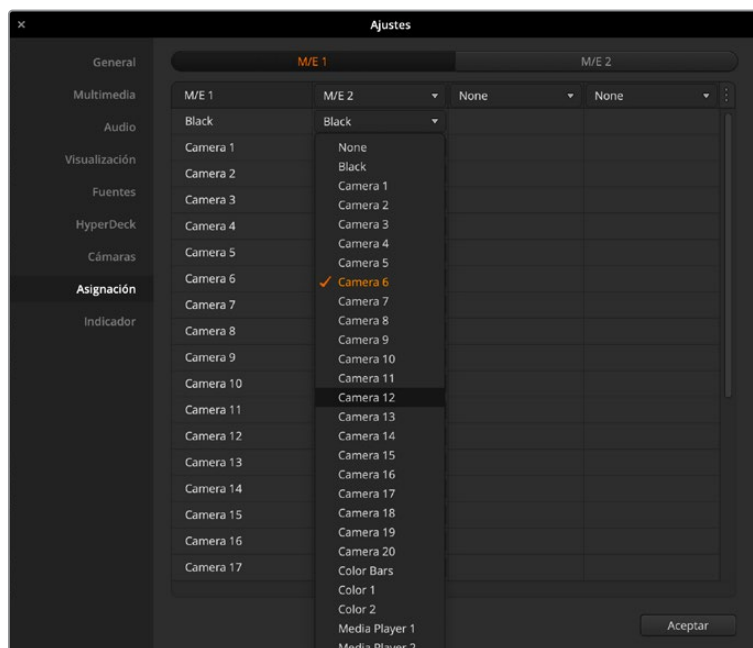 Ajustes
General
Multimedia
Audio
Visualización
Fuentes
HyperDeck
Cámaras
Asignación
Indicador
M/E 1
M/E 2
M/E 1
M/E 2
None
None
Black
Black
Camera 1
Camera 2
Camera 3
Camera 4
Camera 5
Camera 6
Camera 7
Camera 8
Camera 9
Camera 10
Camera 11
Camera 12
Camera 13
Camera 14
Camera 15
Camera 16
Camera 17
None
Black
Camera 1
Camera 2
Camera 3
Camera 4
Camera 5
Camera 6
Camera 7
Camera 8
Camera 9
Camera 10
Camera 11
Camera 12
Camera 13
Camera 14
Camera 15
Camera 16
Camera 17
Camera 18
Camera 19
Camera 20
Color Bars
Color 1
Color 2
Media Player 1
Media Player 2
Aceptar